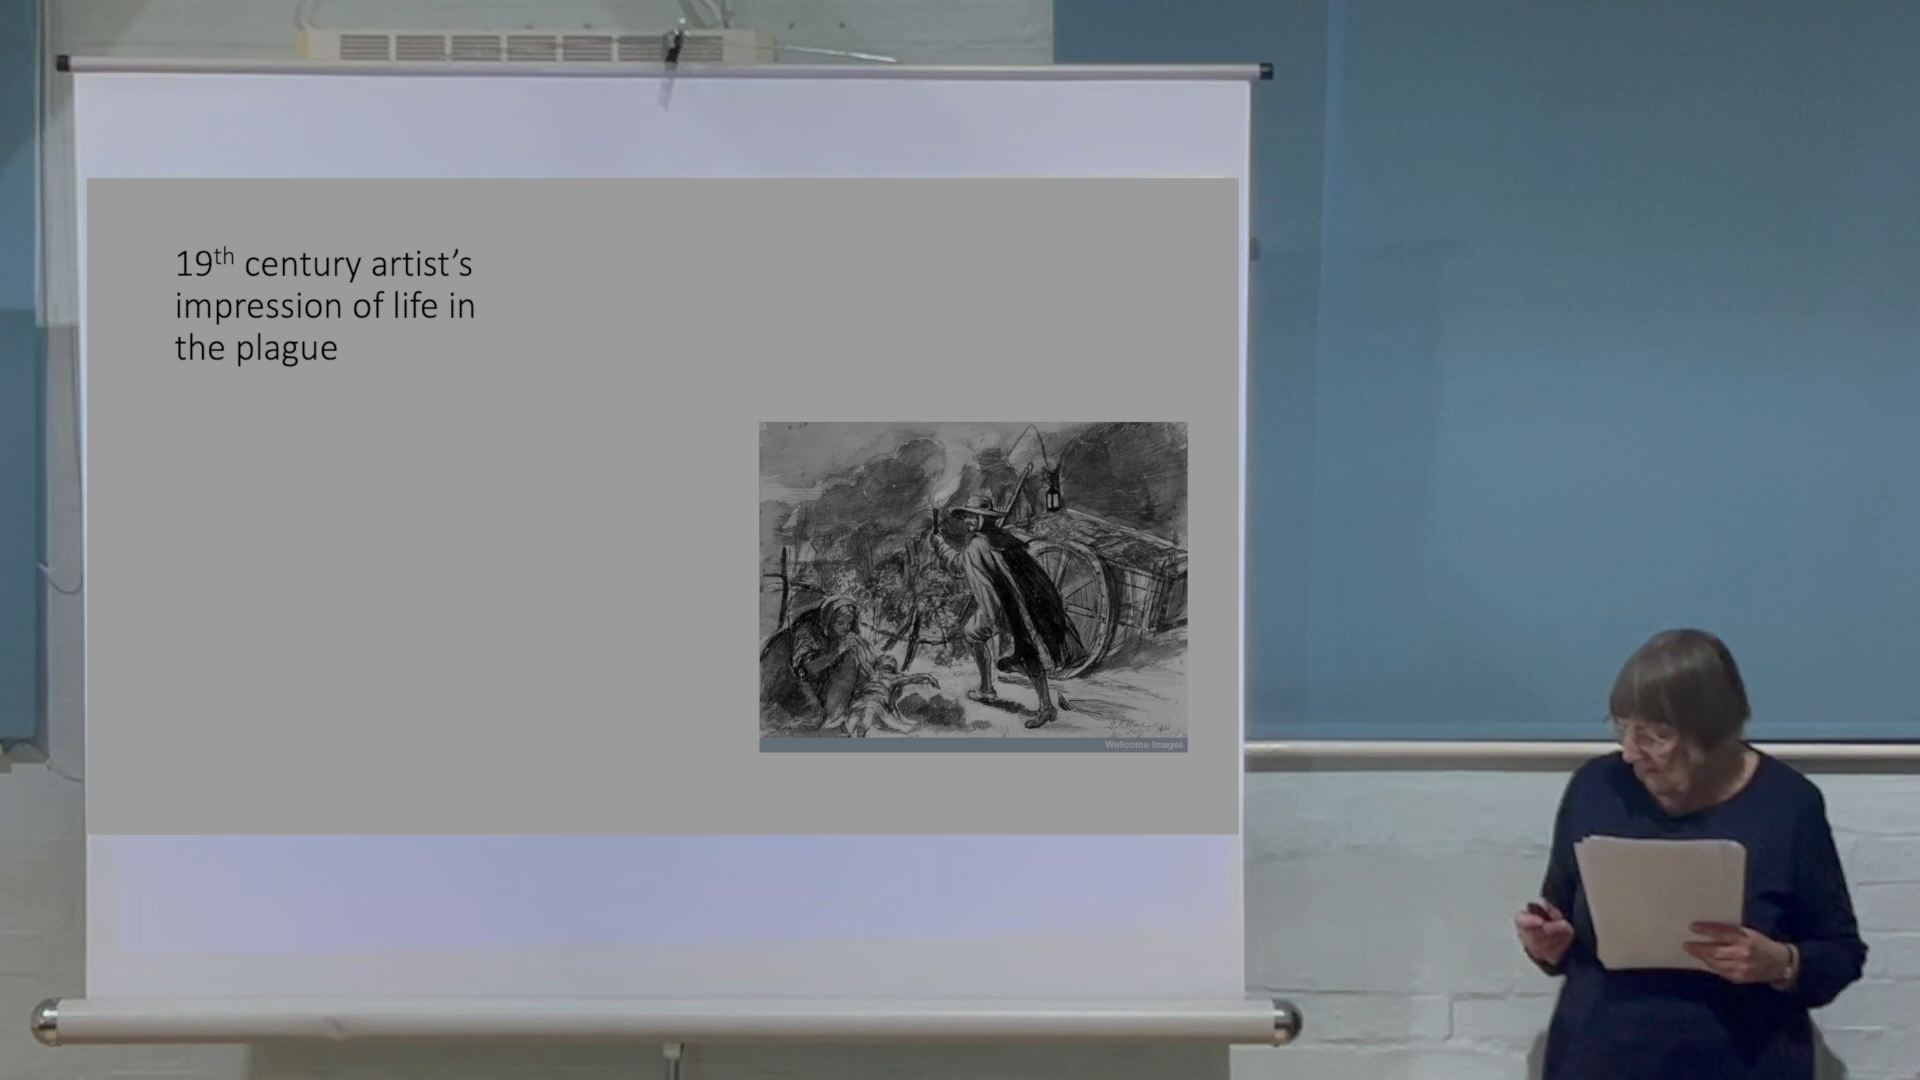 19th century artist's
impression of life in
the plague
Wellcome Images